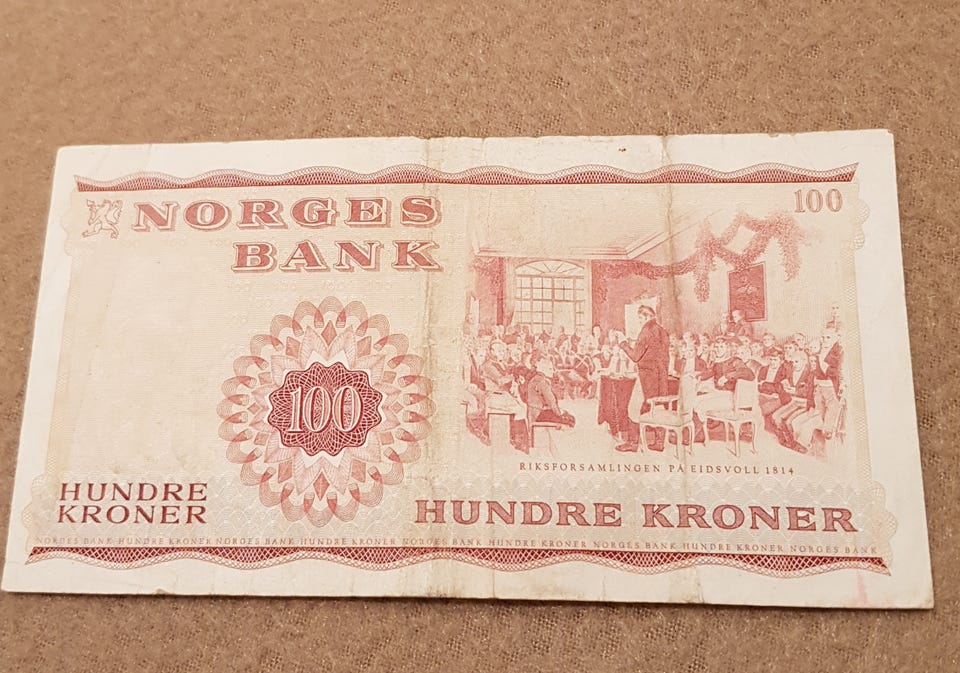 NORGES
BANK
100
100
RIKSFORSAMLINGEN PÅ EIDSVOLL 1814
HUNDRE
KRONER
HUNDRE KRONER
NORGES BANK HUNDRE KRONER NORGES BANK HUNDRE KRONER NORGES BANK HUNDRE KRONER NORGES BANK HUNDRE KRONER NORGES BANK